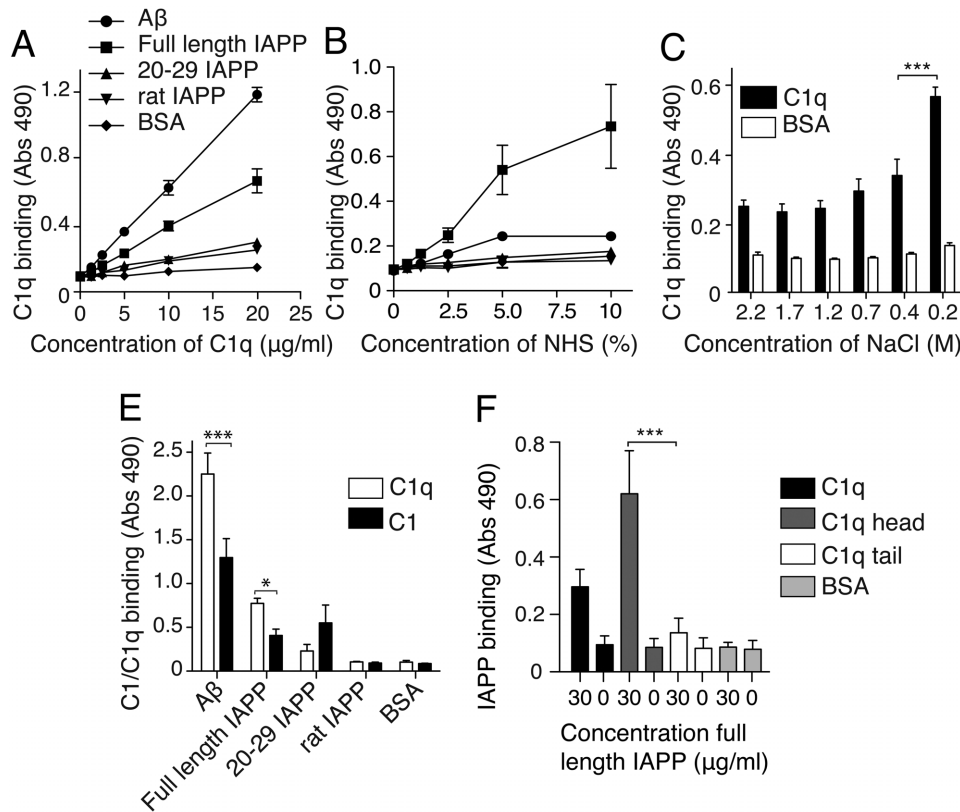 A
Aβ
Full length IAPP
20-29 IAPP
rat IAPP
BSA
C1q binding (Abs 490)
1.2
0.8
0.4
0
0 5 10 15 20 25
Concentration of C1q (µg/ml)
B
C1q binding (Abs 490)
1.0
0.8
0.6
0.4
0.2
0
0 2.5 5.0 7.5 10
Concentration of NHS (%)
C
***
C1q
BSA
C1q binding (Abs 490)
0.6
0.4
0.2
0
2.2 1.7 1.2 0.7 0.4 0.2
Concentration of NaCl (M)
E
***
*
C1q
C1
C1/C1q binding (Abs 490)
2.5
2.0
1.5
1.0
0.5
0
Aβ
Full length IAPP
20-29 IAPP
rat IAPP
BSA
F
***
C1q
C1q head
C1q tail
BSA
IAPP binding (Abs 490)
0.8
0.6
0.4
0.2
0
30 0 30 0 30 0 30 0
Concentration full
length IAPP (µg/ml)